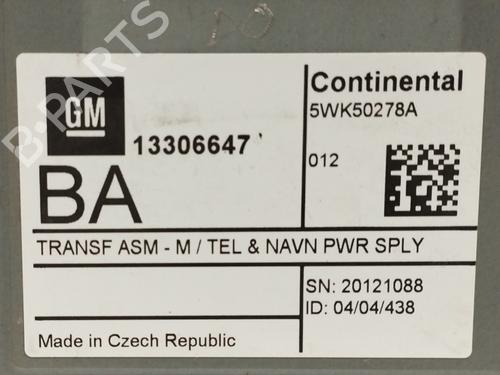 B-PARTS
GM
13306647
BA
Continental
5WK50278A
012
TRANSF ASM - M / TEL & NAVN PWR SPLY
SN: 20121088
ID: 04/04/438
Made in Czech Republic